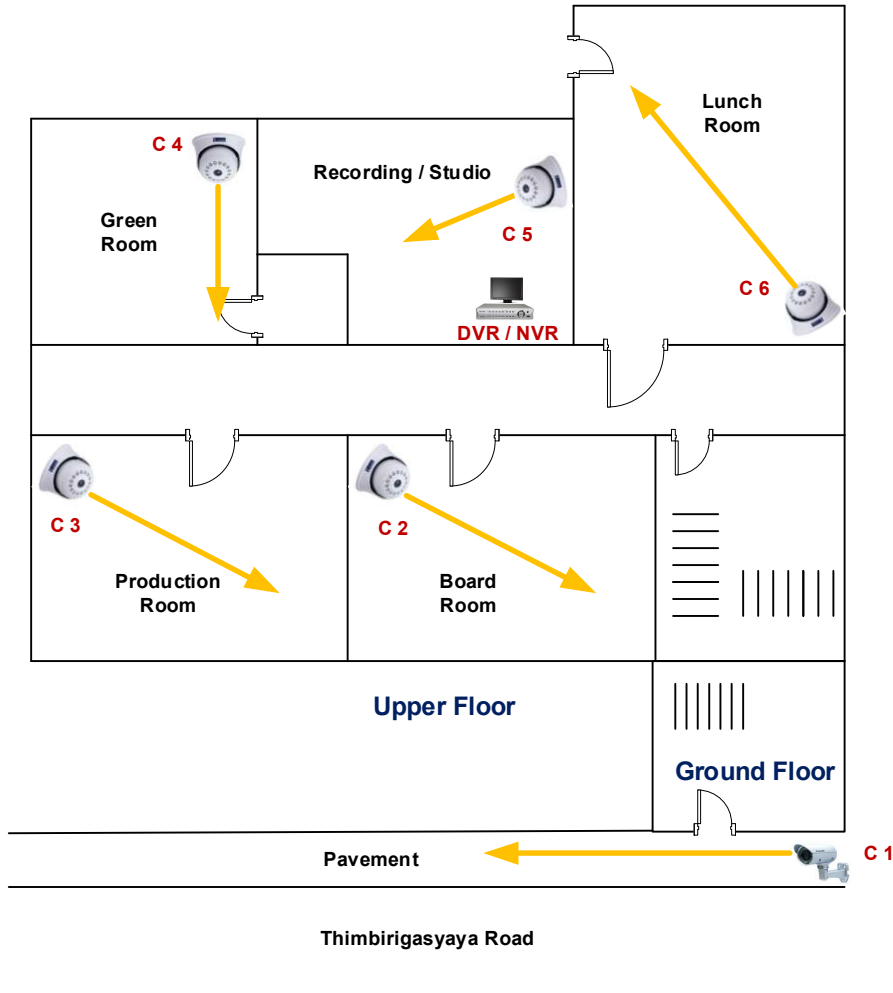 Lunch
Room
C 4
Recording / Studio
Green
Room
C 5
C 6
DVR / NVR
C 3
C 2
Production
Room
Board
Room
Upper Floor
Ground Floor
Pavement
C 1
Thimbirigasyaya Road